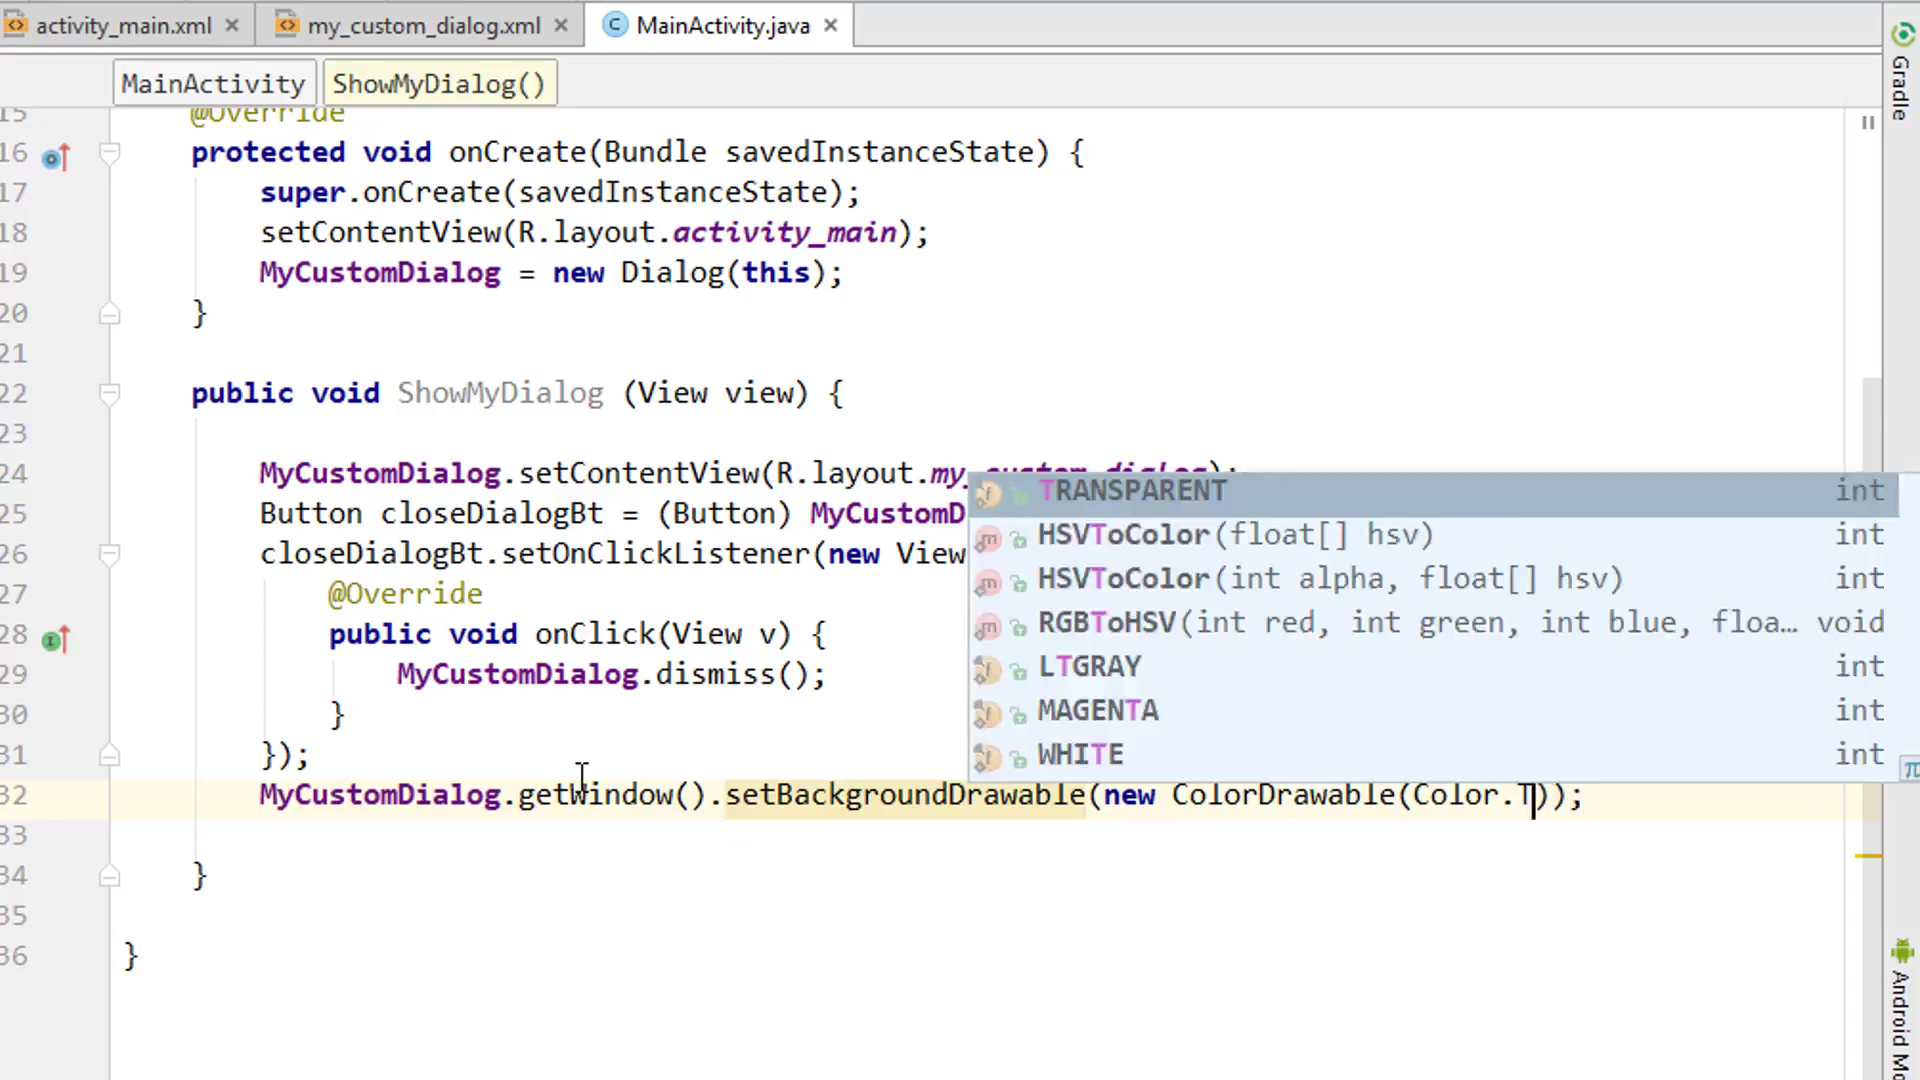 activity_main.xml my_custom_dialog.xml MainActivity.java
MainActivity ShowMyDialog()
15 @Override
16 protected void onCreate(Bundle savedInstanceState) {
17 super.onCreate(savedInstanceState);
18 setContentView(R.layout.activity_main);
19 MyCustomDialog = new Dialog(this);
20 }
21
22 public void ShowMyDialog (View view) {
23
24 MyCustomDialog.setContentView(R.layout.my_custom_dialog);
25 Button closeDialogBt = (Button) MyCustomD
26 closeDialogBt.setOnClickListener(new View
27 @Override
28 public void onClick(View v) {
29 MyCustomDialog.dismiss();
30 }
31 });
32 MyCustomDialog.getWindow().setBackgroundDrawable(new ColorDrawable(Color.T));
33
34 }
35
36 }
TRANSPARENT int
HSVToColor(float[] hsv) int
HSVToColor(int alpha, float[] hsv) int
RGBToHSV(int red, int green, int blue, floa… void
LTGRAY int
MAGENTA int
WHITE int
π
Gradle
Android Mo